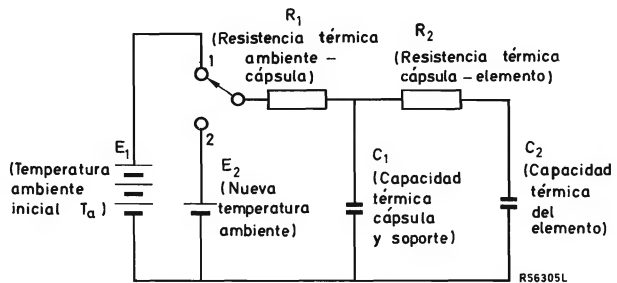 R₁
(Resistencia térmica
ambiente –
cápsula)
R₂
(Resistencia térmica
cápsula – elemento)
1
2
E₁
(Temperatura
ambiente
inicial Tₐ)
E₂
(Nueva
temperatura
ambiente)
C₁
(Capacidad
térmica
cápsula
y soporte)
C₂
(Capacidad
térmica
del
elemento)
RS6305L